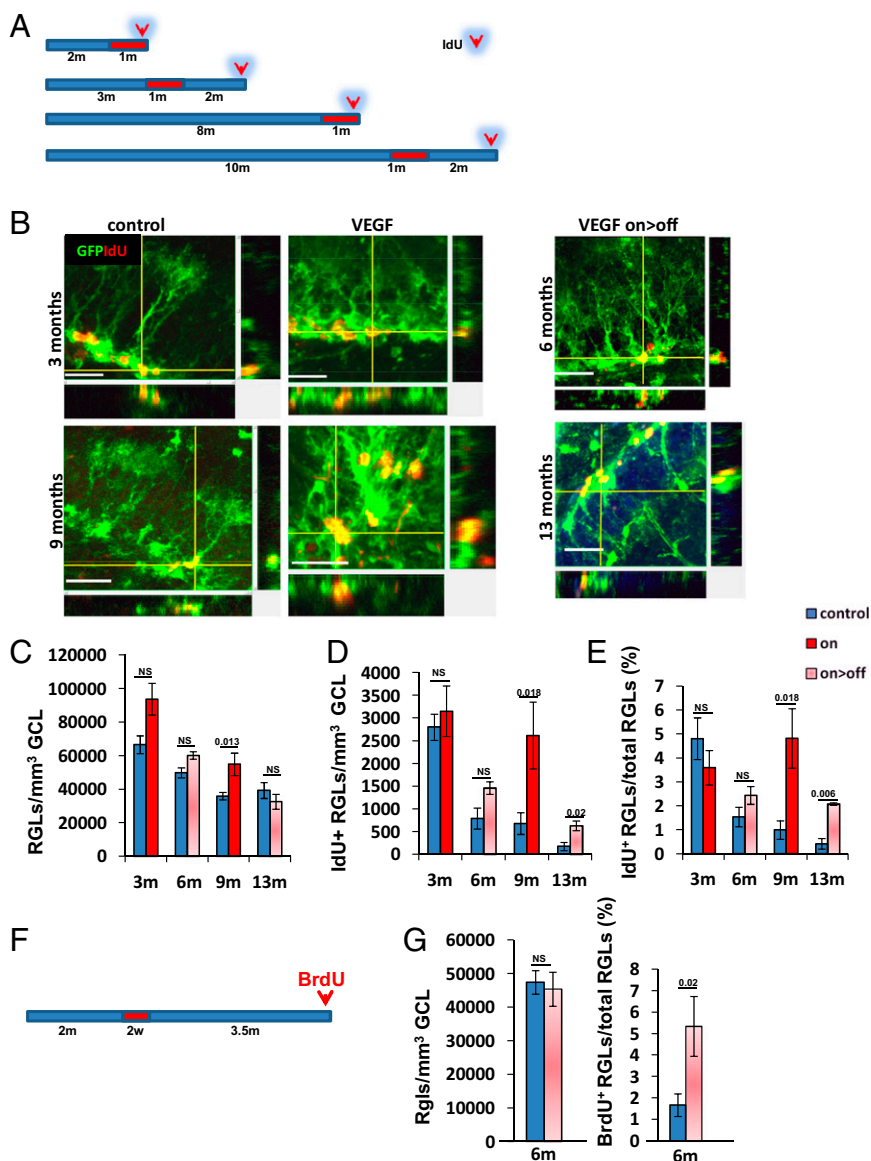 A
IdU
2m 1m
3m 1m 2m
8m 1m
10m 1m 2m
B
control VEGF VEGF on>off
GFPIdU
3 months
6 months
9 months
13 months
control
on
on>off
C
RGLs/mm³ GCL
120000
100000
80000
60000
40000
20000
0
NS
NS
0.013
NS
3m 6m 9m 13m
D
IdU+ RGLs/mm³ GCL
4000
3500
3000
2500
2000
1500
1000
500
0
NS
NS
0.018
0.02
3m 6m 9m 13m
E
IdU⁺ RGLs/total RGLs (%)
7
6
5
4
3
2
1
0
NS
NS
0.018
0.006
3m 6m 9m 13m
F
BrdU
2m 2w 3.5m
G
Rgls/mm³ GCL
60000
50000
40000
30000
20000
10000
0
NS
6m
BrdU⁺ RGLs/total RGLs (%)
8
7
6
5
4
3
2
1
0
0.02
6m